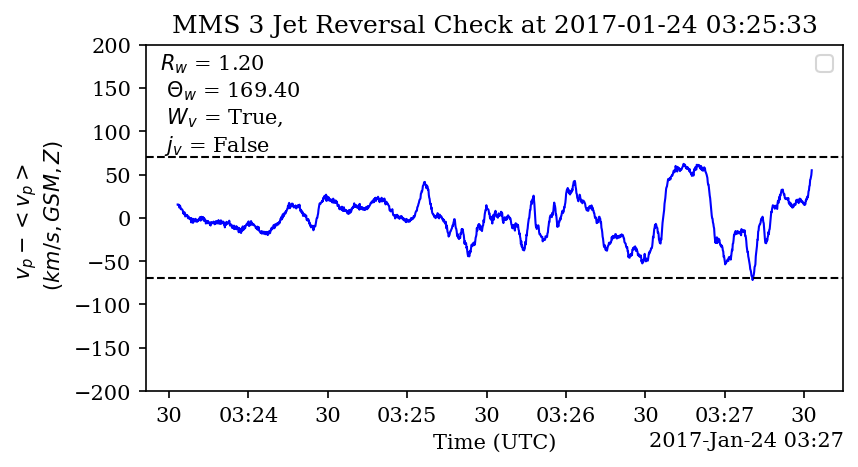 MMS 3 Jet Reversal Check at 2017-01-24 03:25:33
200
150
100
50
0
−50
−100
−150
−200
v_p − < v_p >
(km/s, GSM, Z)
R_w = 1.20
Θ_w = 169.40
W_v = True,
j_v = False
30 03:24 30 03:25 30 03:26 30 03:27 30
Time (UTC)
2017-Jan-24 03:27